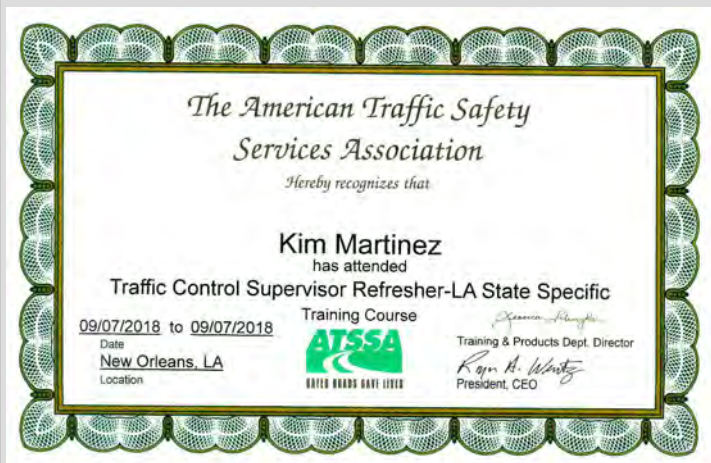 The American Traffic Safety
Services Association
Hereby recognizes that
Kim Martinez
has attended
Traffic Control Supervisor Refresher-LA State Specific
Training Course
09/07/2018 to 09/07/2018
Date
New Orleans, LA
Location
ATSSA
SAFER ROADS SAVE LIVES
Training & Products Dept. Director
Roger A. Wentz
President, CEO